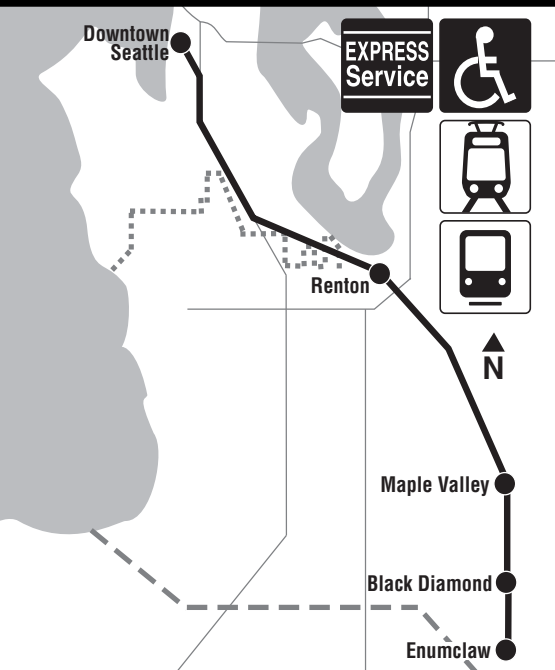 Downtown
Seattle
EXPRESS
Service
Renton
N
Maple Valley
Black Diamond
Enumclaw